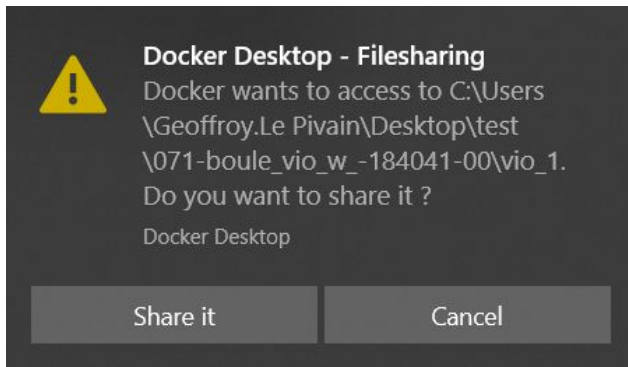 Docker Desktop - Filesharing
Docker wants to access to C:\Users
\Geoffroy.Le Pivain\Desktop\test
\071-boule_vio_w_-184041-00\vio_1.
Do you want to share it ?
Docker Desktop
Share it
Cancel